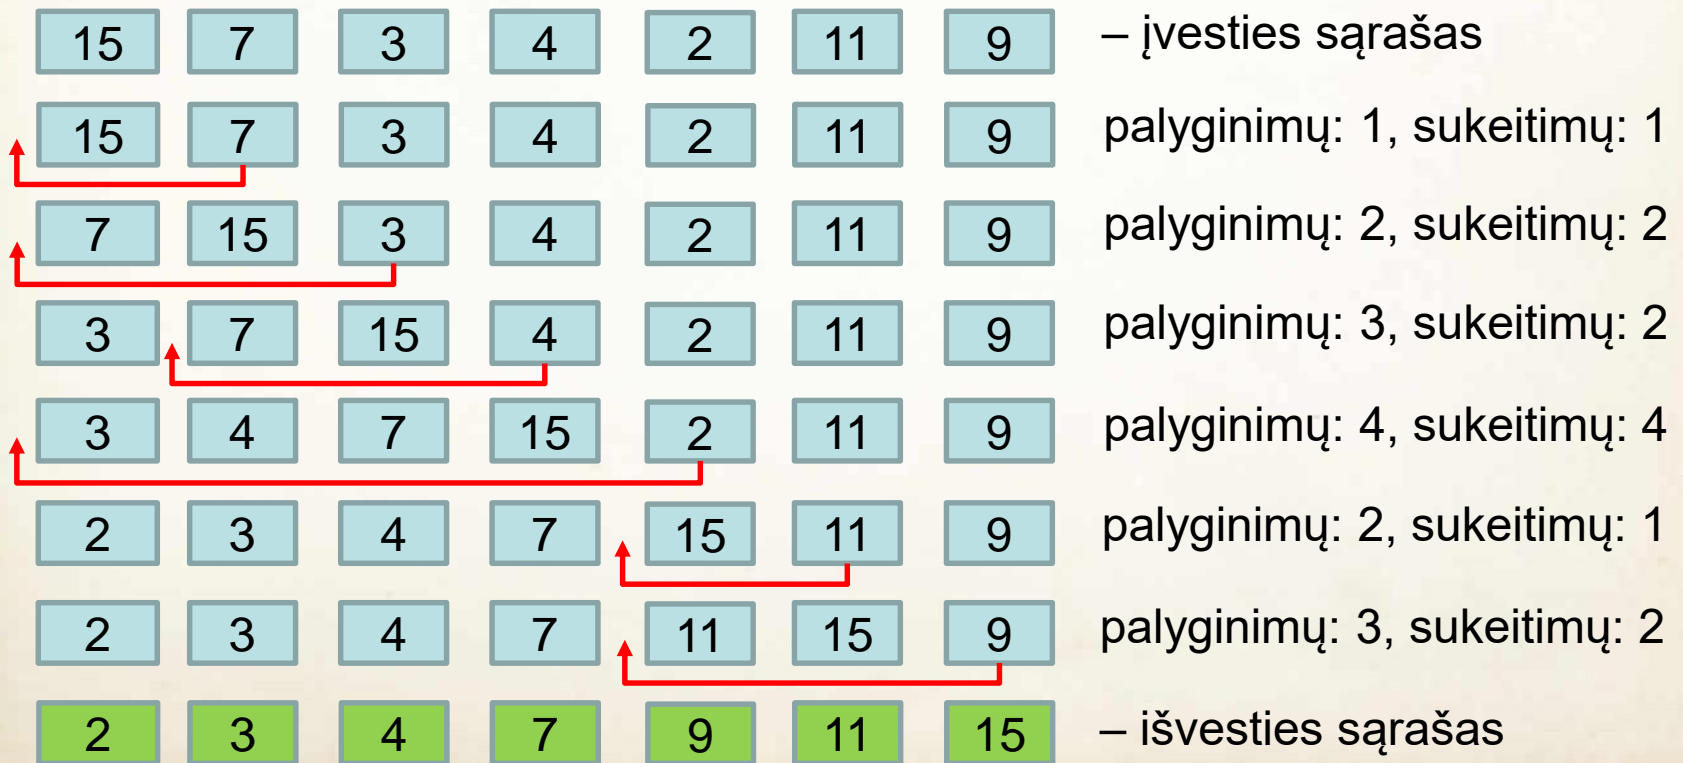 15 7 3 4 2 11 9 – įvesties sąrašas
15 7 3 4 2 11 9 palyginimų: 1, sukeitimų: 1
7 15 3 4 2 11 9 palyginimų: 2, sukeitimų: 2
3 7 15 4 2 11 9 palyginimų: 3, sukeitimų: 2
3 4 7 15 2 11 9 palyginimų: 4, sukeitimų: 4
2 3 4 7 15 11 9 palyginimų: 2, sukeitimų: 1
2 3 4 7 11 15 9 palyginimų: 3, sukeitimų: 2
2 3 4 7 9 11 15 – išvesties sąrašas